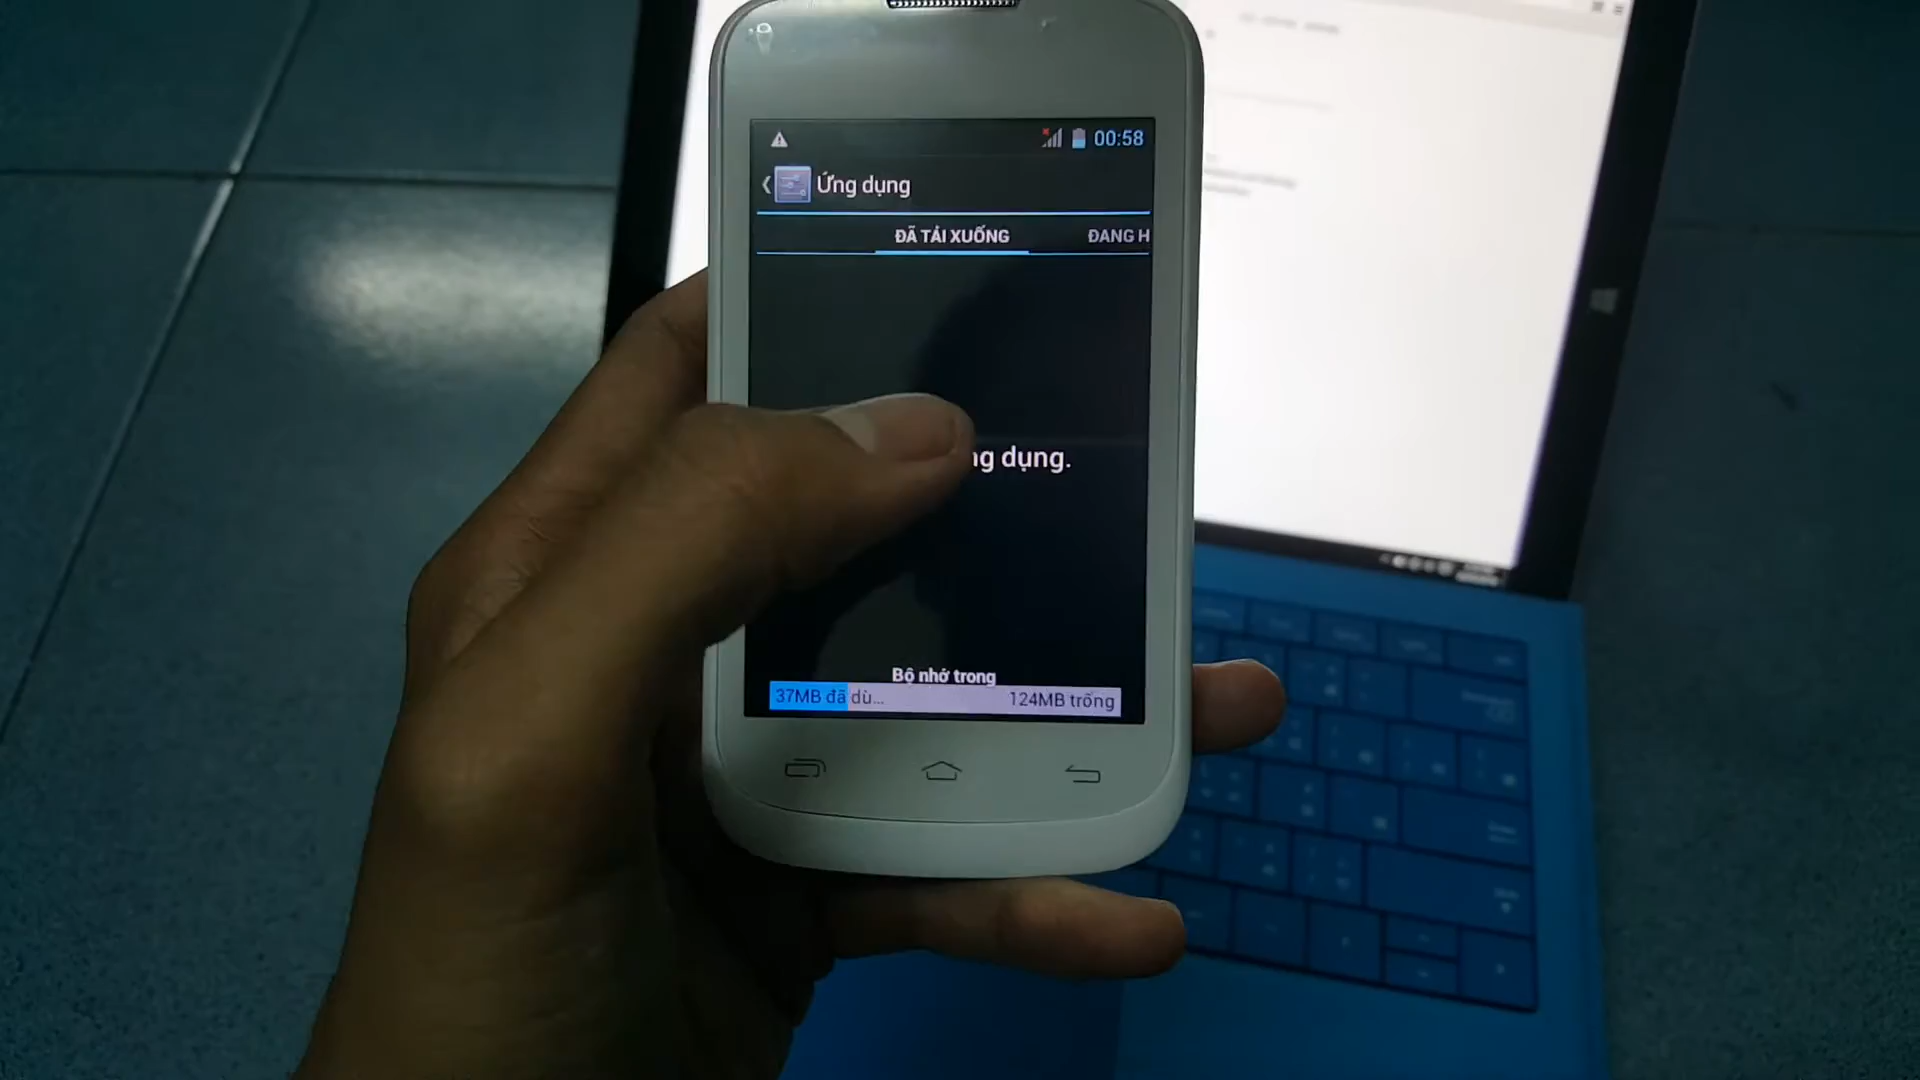 00:58
Ứng dụng
ĐÃ TẢI XUỐNG ĐANG H
ng dụng.
Bộ nhớ trong
37MB đã dù... 124MB trống